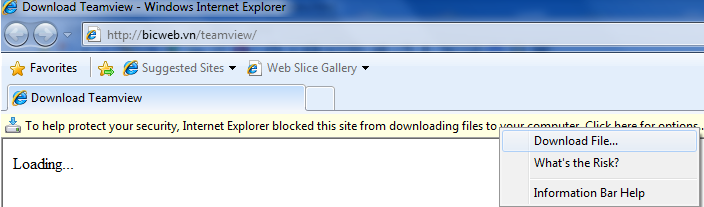 Download Teamview - Windows Internet Explorer
http://bicweb.vn/teamview/
Favorites Suggested Sites Web Slice Gallery
Download Teamview
To help protect your security, Internet Explorer blocked this site from downloading files to your computer. Click here for options...
Download File...
Loading...
What's the Risk?
Information Bar Help